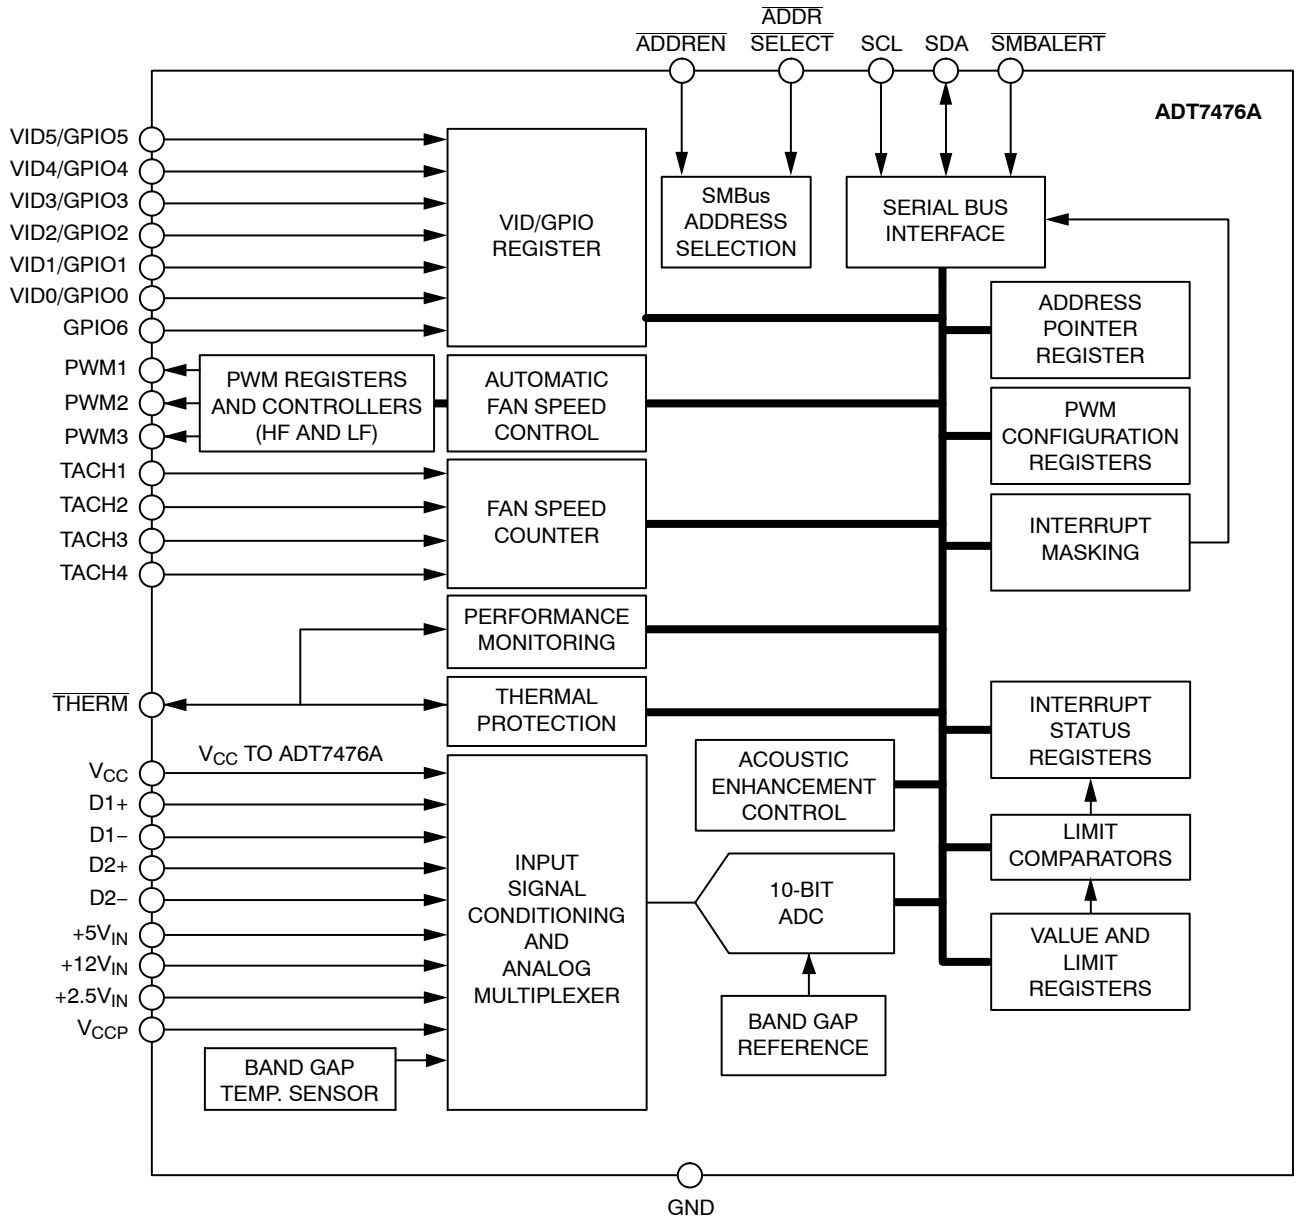 ADDR
ADDREN SELECT SCL SDA SMBALERT
ADT7476A
VID5/GPIO5
VID4/GPIO4
VID3/GPIO3
VID2/GPIO2
VID1/GPIO1
VID0/GPIO0
GPIO6
VID/GPIO
REGISTER
SMBus
ADDRESS
SELECTION
SERIAL BUS
INTERFACE
ADDRESS
POINTER
REGISTER
PWM1
PWM2
PWM3
PWM REGISTERS
AND CONTROLLERS
(HF AND LF)
AUTOMATIC
FAN SPEED
CONTROL
PWM
CONFIGURATION
REGISTERS
TACH1
TACH2
TACH3
TACH4
FAN SPEED
COUNTER
INTERRUPT
MASKING
PERFORMANCE
MONITORING
THERM
THERMAL
PROTECTION
INTERRUPT
STATUS
REGISTERS
VCC TO ADT7476A
VCC
D1+
D1–
D2+
D2–
+5VIN
+12VIN
+2.5VIN
VCCP
INPUT
SIGNAL
CONDITIONING
AND
ANALOG
MULTIPLEXER
ACOUSTIC
ENHANCEMENT
CONTROL
LIMIT
COMPARATORS
10-BIT
ADC
VALUE AND
LIMIT
REGISTERS
BAND GAP
REFERENCE
BAND GAP
TEMP. SENSOR
GND